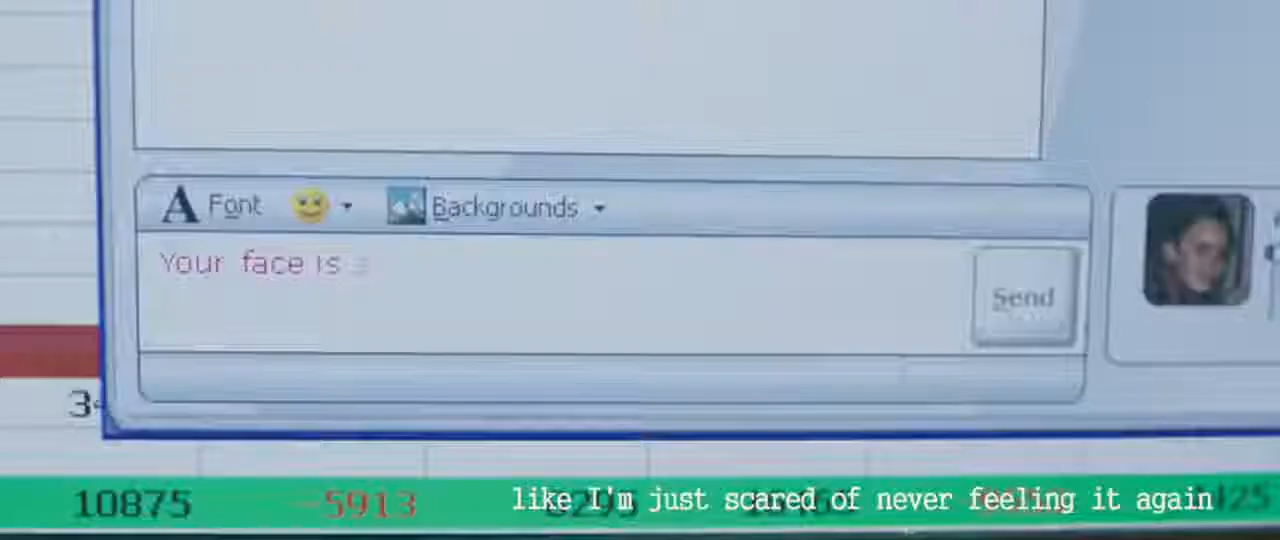 Font Backgrounds
Your face is
Send
10875 -5913
like I'm just scared of never feeling it again